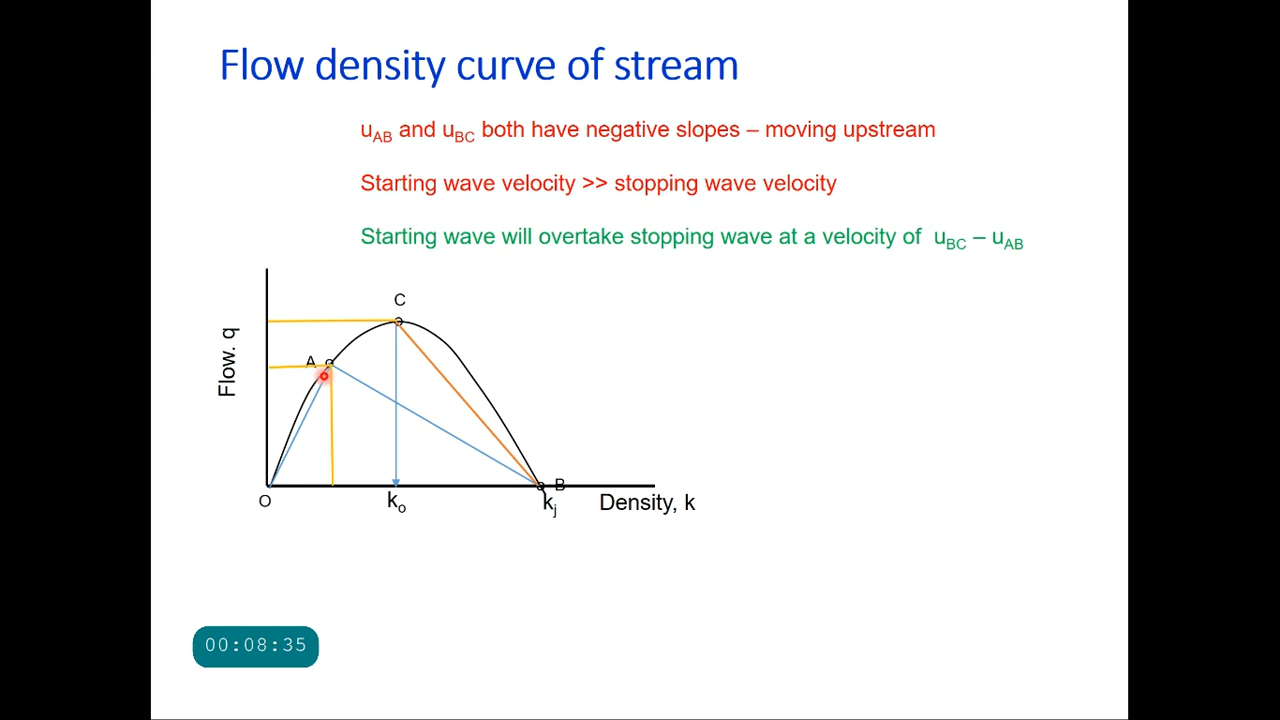 Flow density curve of stream
uAB and uBC both have negative slopes – moving upstream
Starting wave velocity >> stopping wave velocity
Starting wave will overtake stopping wave at a velocity of uBC – uAB
C
A
Flow. q
B
O
ko
kj
Density, k
00:08:35